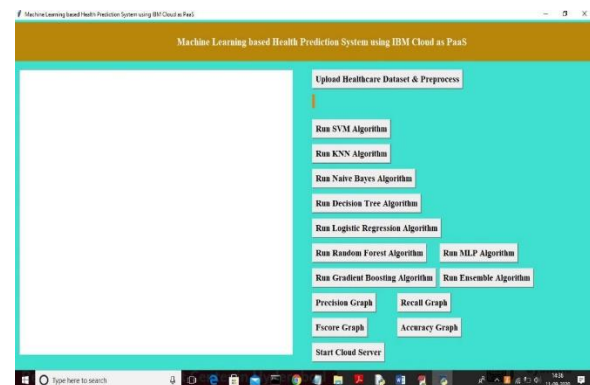 Machine Learning based Health Prediction System using IBM Cloud as PaaS
Machine Learning based Health Prediction System using IBM Cloud as PaaS
Upload Healthcare Dataset & Preprocess
Run SVM Algorithm
Run KNN Algorithm
Run Naive Bayes Algorithm
Run Decision Tree Algorithm
Run Logistic Regression Algorithm
Run Random Forest Algorithm Run MLP Algorithm
Run Gradient Boosting Algorithm Run Ensemble Algorithm
Precision Graph Recall Graph
Fscore Graph Accuracy Graph
Start Cloud Server
Type here to search
14:36